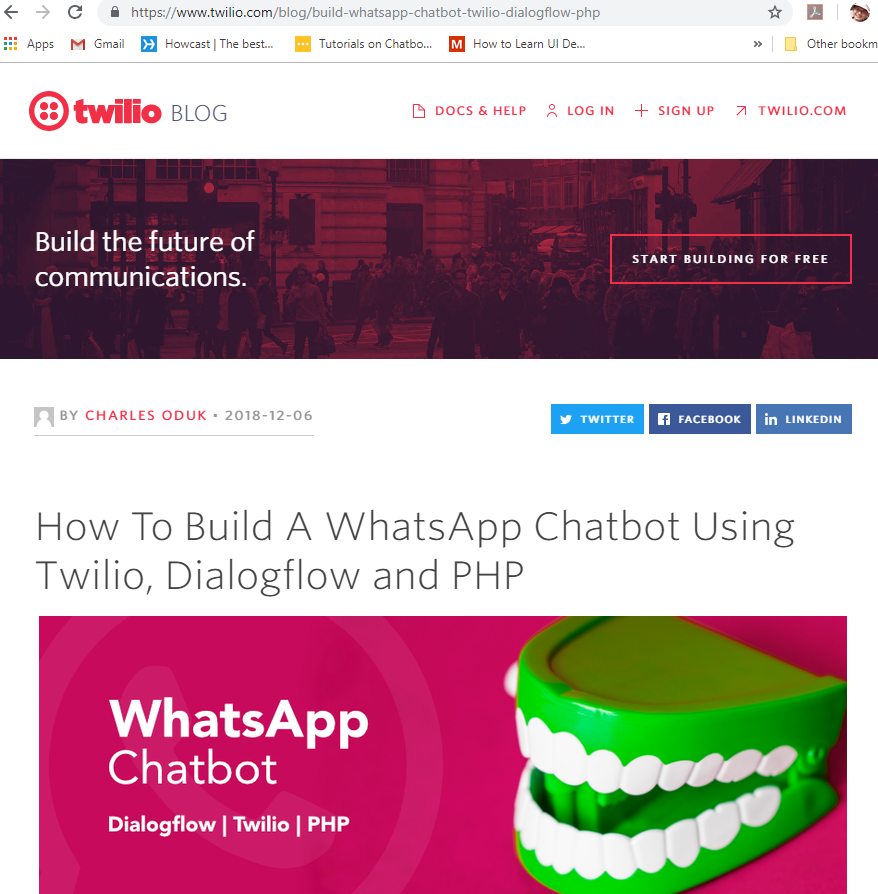 https://www.twilio.com/blog/build-whatsapp-chatbot-twilio-dialogflow-php
Apps Gmail Howcast | The best... Tutorials on Chatbo... M How to Learn UI De... » Other bookm
twilio BLOG DOCS & HELP LOG IN SIGN UP TWILIO.COM
Build the future of
communications.
START BUILDING FOR FREE
BY CHARLES ODUK • 2018-12-06 TWITTER FACEBOOK LINKEDIN
How To Build A WhatsApp Chatbot Using
Twilio, Dialogflow and PHP
WhatsApp
Chatbot
Dialogflow | Twilio | PHP